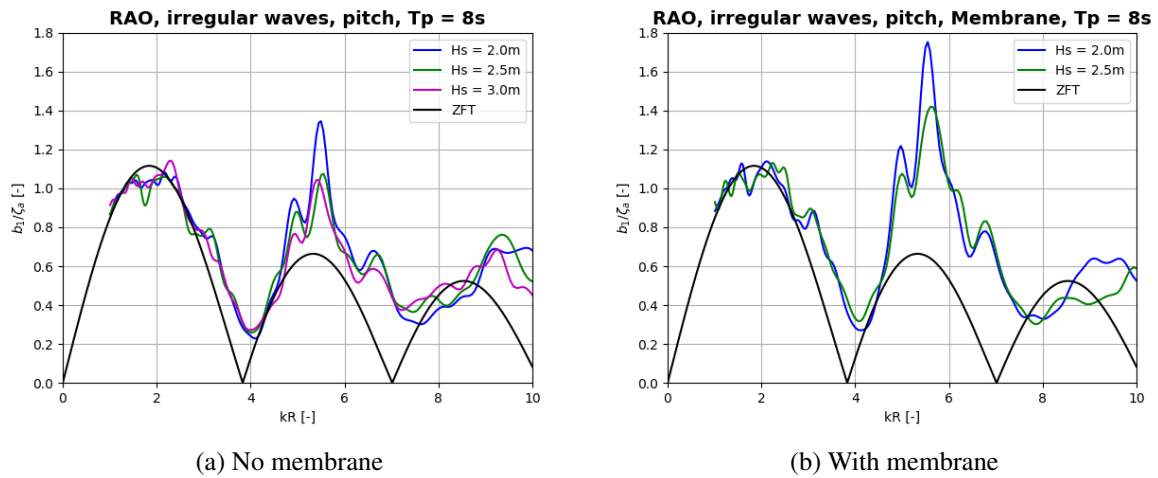 RAO, irregular waves, pitch, Tp = 8s
1.8
1.6
1.4
1.2
1.0
0.8
0.6
0.4
0.2
0.0
b₁/ζₐ [-]
0 2 4 6 8 10
kR [-]
Hs = 2.0m
Hs = 2.5m
Hs = 3.0m
ZFT
(a) No membrane
RAO, irregular waves, pitch, Membrane, Tp = 8s
1.8
1.6
1.4
1.2
1.0
0.8
0.6
0.4
0.2
0.0
b₁/ζₐ [-]
0 2 4 6 8 10
kR [-]
Hs = 2.0m
Hs = 2.5m
ZFT
(b) With membrane